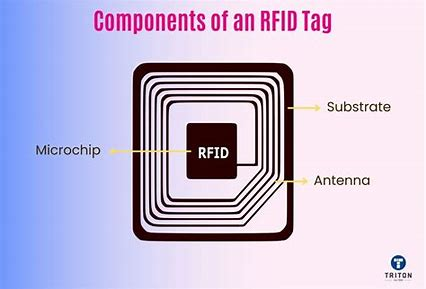 Components of an RFID Tag
Substrate
Microchip
RFID
Antenna
TRITON